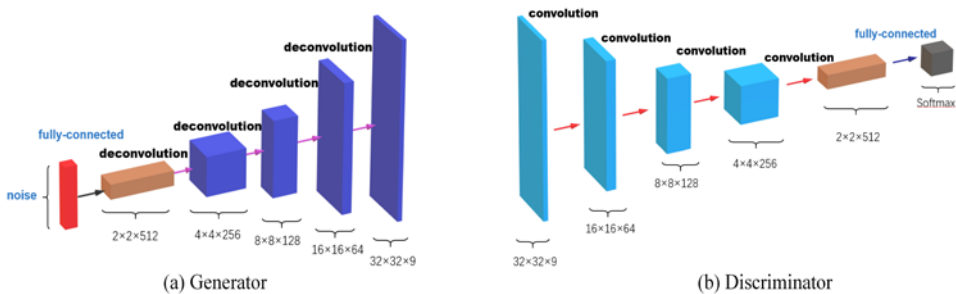 noise
fully-connected
deconvolution
deconvolution
deconvolution
deconvolution
2×2×512
4×4×256
8×8×128
16×16×64
32×32×9
(a) Generator
convolution
convolution
convolution
convolution
fully-connected
32×32×9
16×16×64
8×8×128
4×4×256
2×2×512
Softmax
(b) Discriminator